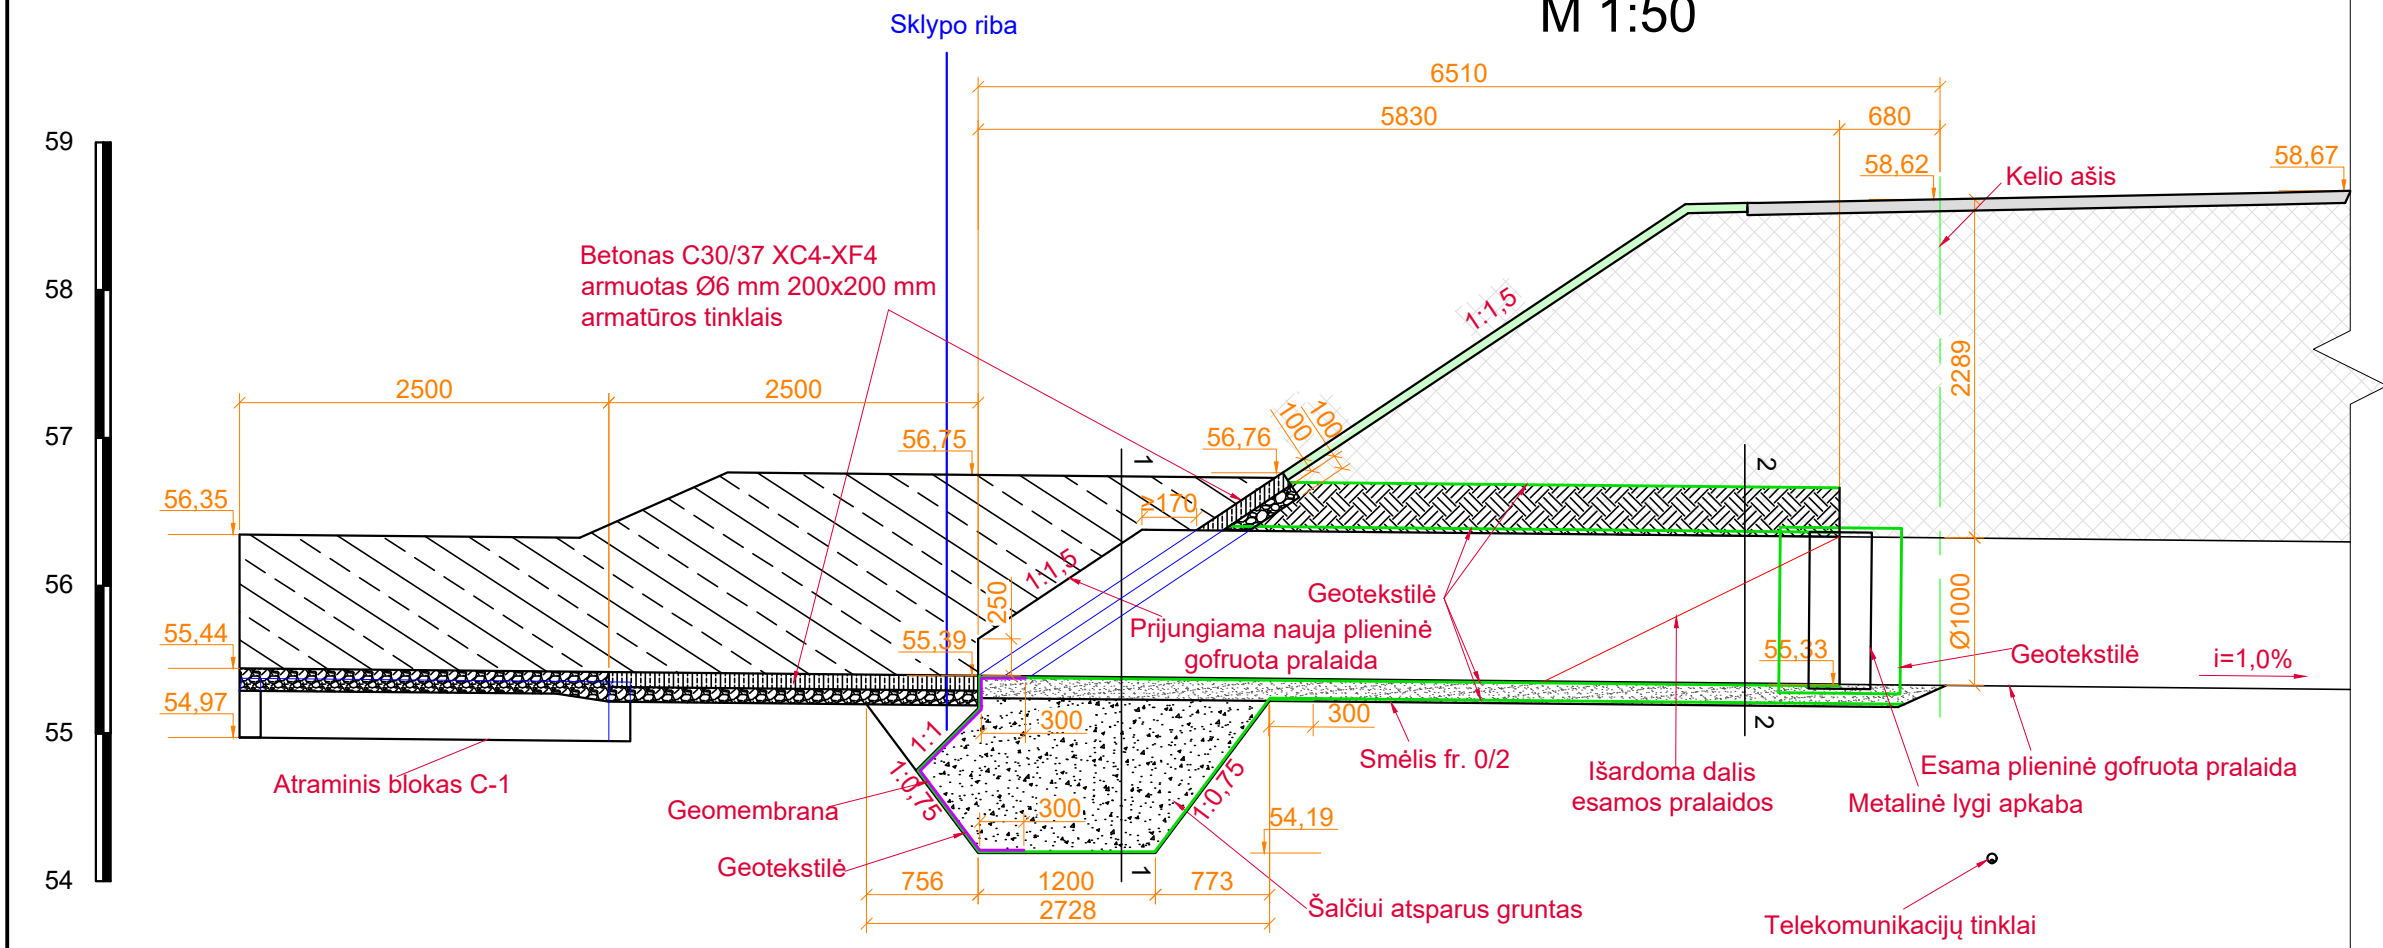 M 1:50
Sklypo riba
6510
5830
680
59
58,62
58,67
Kelio ašis
Betonas C30/37 XC4-XF4
armuotas Ø6 mm 200x200 mm
armatūros tinklais
58
1:1,5
2289
2500
2500
57
100
100
56,75
56,76
1
2
56,35
≥170
56
1:1,5
250
Geotekstilė
Ø1000
55,44
55,39
Prijungiama nauja plieninė
gofruota pralaida
55,33
Geotekstilė
i=1,0%
54,97
55
300
300
1:1
2
Smėlis fr. 0/2
Atraminis blokas C-1
1:0,75
1:0,75
Išardoma dalis
esamos pralaidos
Esama plieninė gofruota pralaida
Metalinė lygi apkaba
Geomembrana
300
54,19
Geotekstilė
54
756
1200
1
773
2728
Šalčiui atsparus gruntas
Telekomunikacijų tinklai